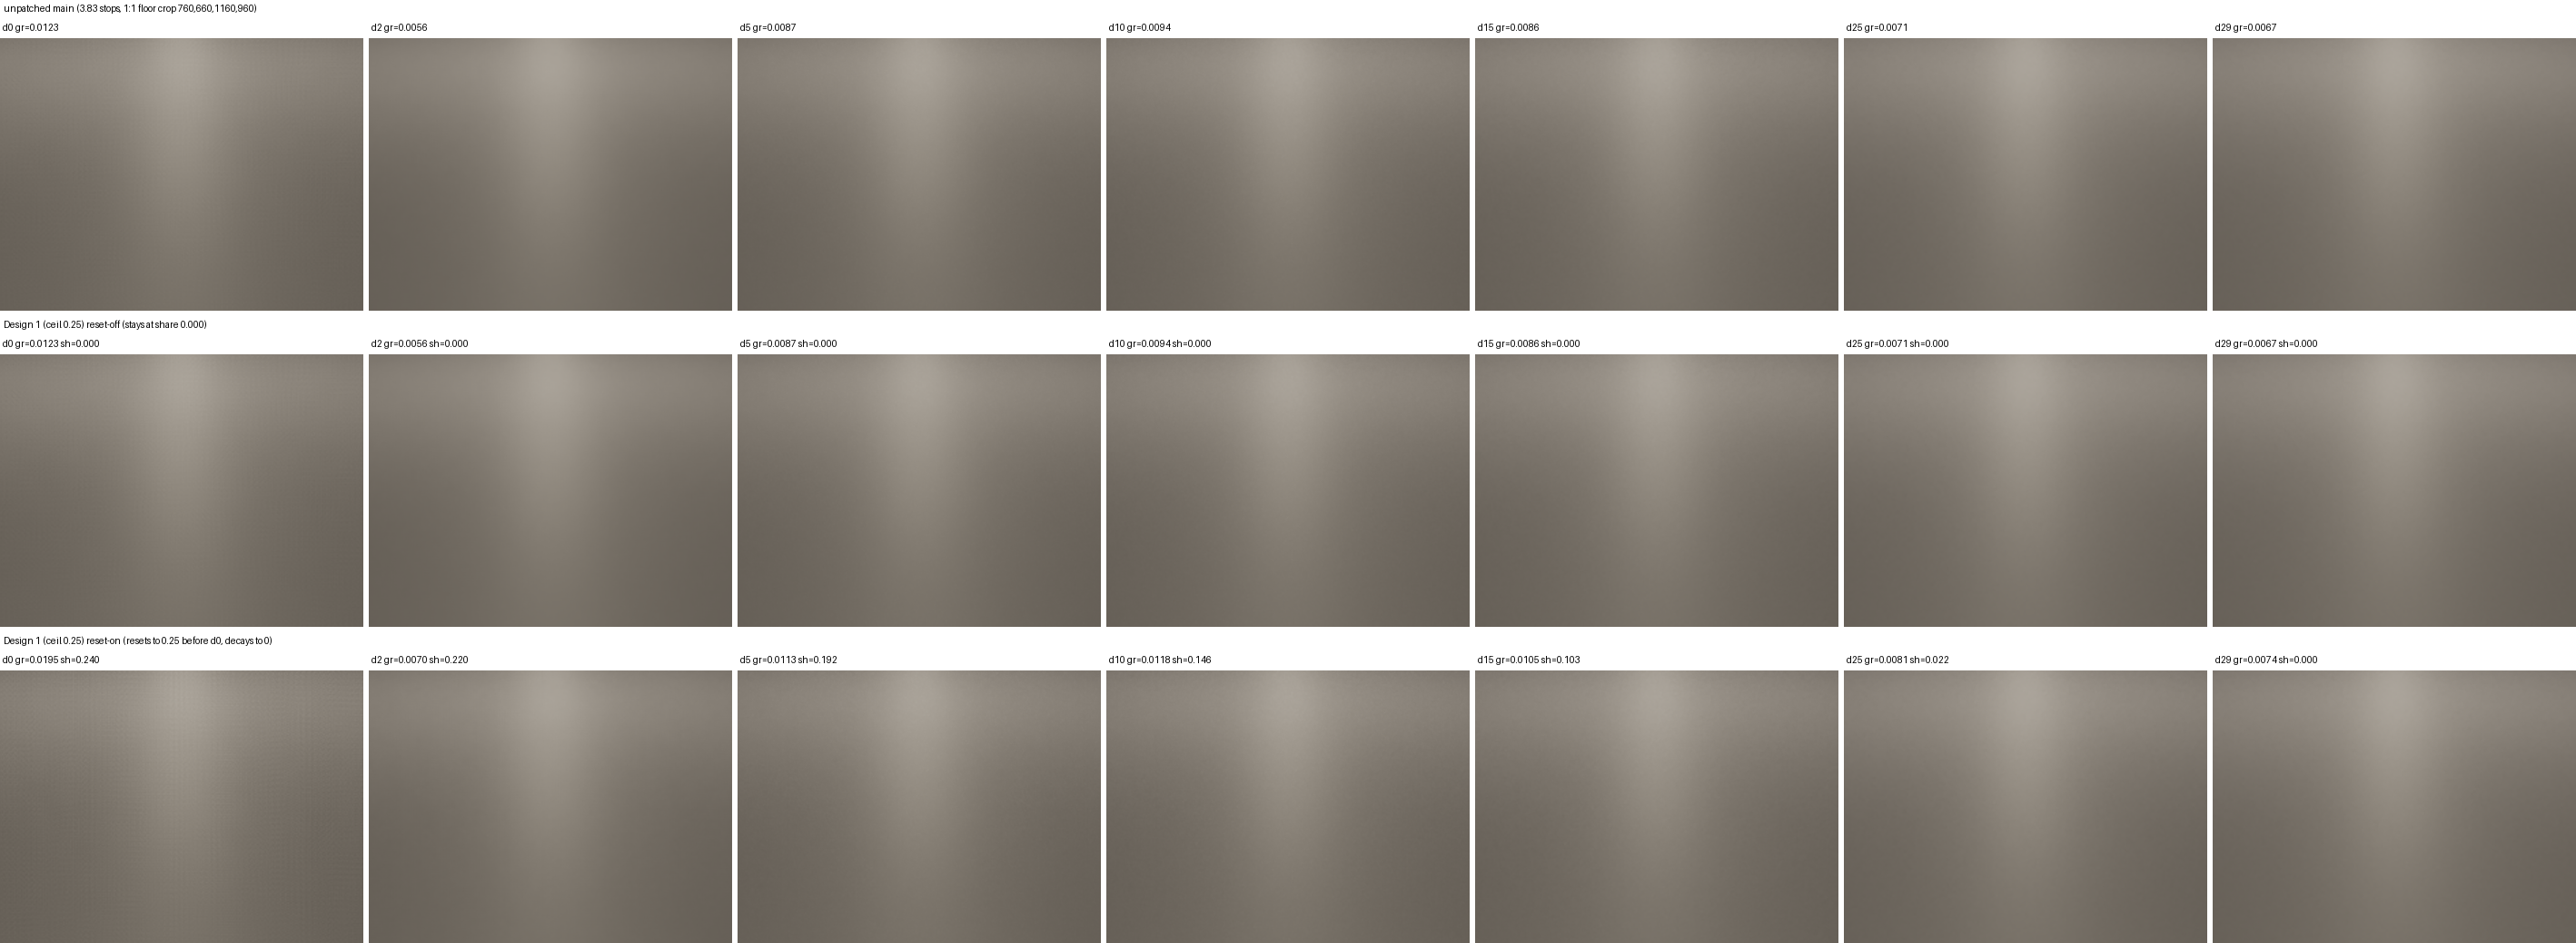 unpatched main (3.83 stops, 1:1 floor crop 760,660,1160,960)
d0 gr=0.0123 d2 gr=0.0056 d5 gr=0.0087 d10 gr=0.0094 d15 gr=0.0086 d25 gr=0.0071 d29 gr=0.0067
Design 1 (ceil 0.25) reset-off (stays at share 0.000)
d0 gr=0.0123 sh=0.000 d2 gr=0.0056 sh=0.000 d5 gr=0.0087 sh=0.000 d10 gr=0.0094 sh=0.000 d15 gr=0.0086 sh=0.000 d25 gr=0.0071 sh=0.000 d29 gr=0.0067 sh=0.000
Design 1 (ceil 0.25) reset-on (resets to 0.25 before d0, decays to 0)
d0 gr=0.0195 sh=0.240 d2 gr=0.0070 sh=0.220 d5 gr=0.0113 sh=0.192 d10 gr=0.0118 sh=0.146 d15 gr=0.0105 sh=0.103 d25 gr=0.0081 sh=0.022 d29 gr=0.0074 sh=0.000